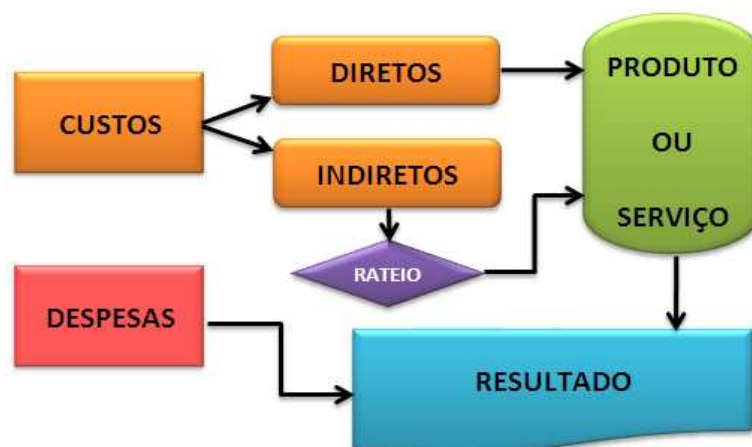 CUSTOS
DIRETOS
INDIRETOS
RATEIO
PRODUTO
OU
SERVIÇO
DESPESAS
RESULTADO